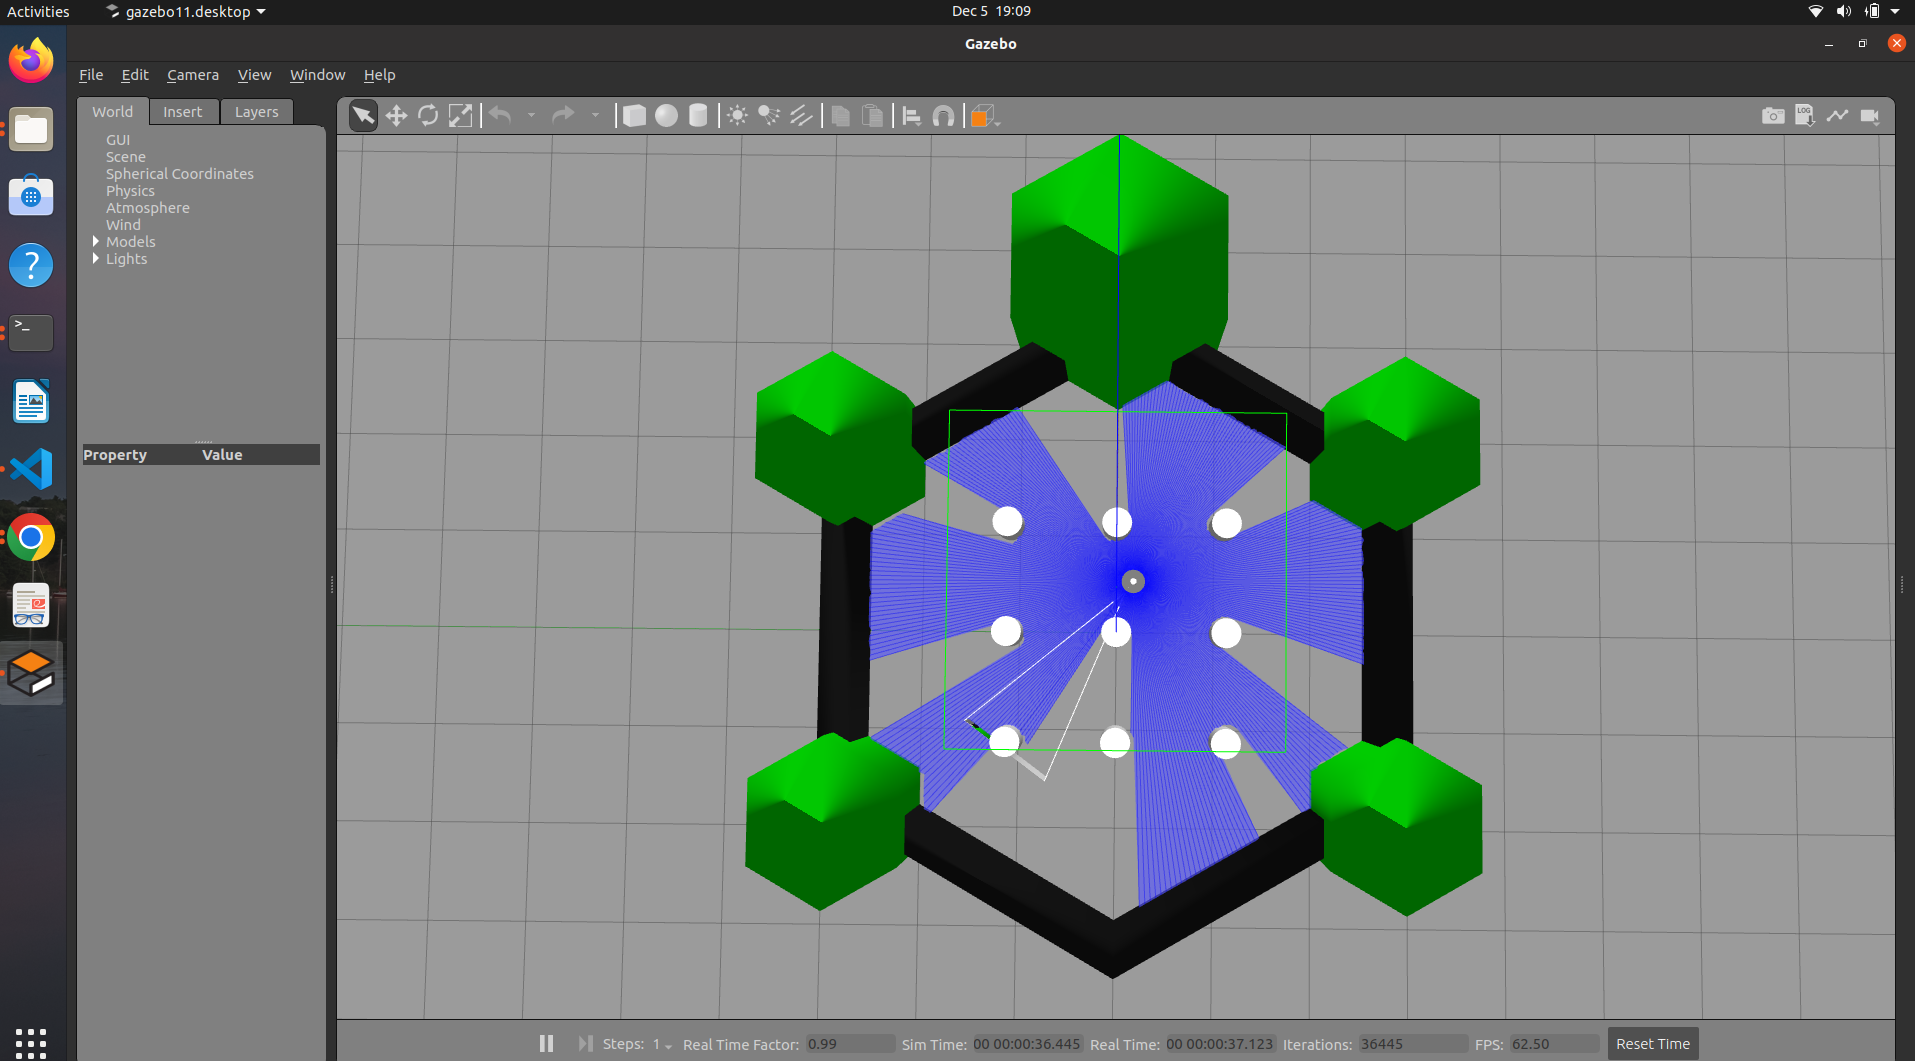 Activities gazebo11.desktop Dec 5 19:09
Gazebo
File Edit Camera View Window Help
World Insert Layers
LOG
GUI
Scene
Spherical Coordinates
Physics
Atmosphere
Wind
Models
Lights
Property Value
Steps: 1 Real Time Factor: 0.99 Sim Time: 00 00:00:36.445 Real Time: 00 00:00:37.123 Iterations: 36445 FPS: 62.50 Reset Time